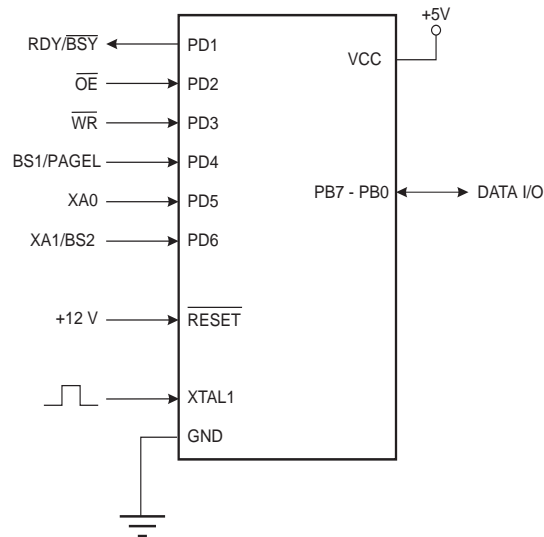 +5V
RDY/BSY PD1
VCC
OE PD2
WR PD3
BS1/PAGEL PD4
PB7 - PB0 DATA I/O
XA0 PD5
XA1/BS2 PD6
+12 V RESET
XTAL1
GND